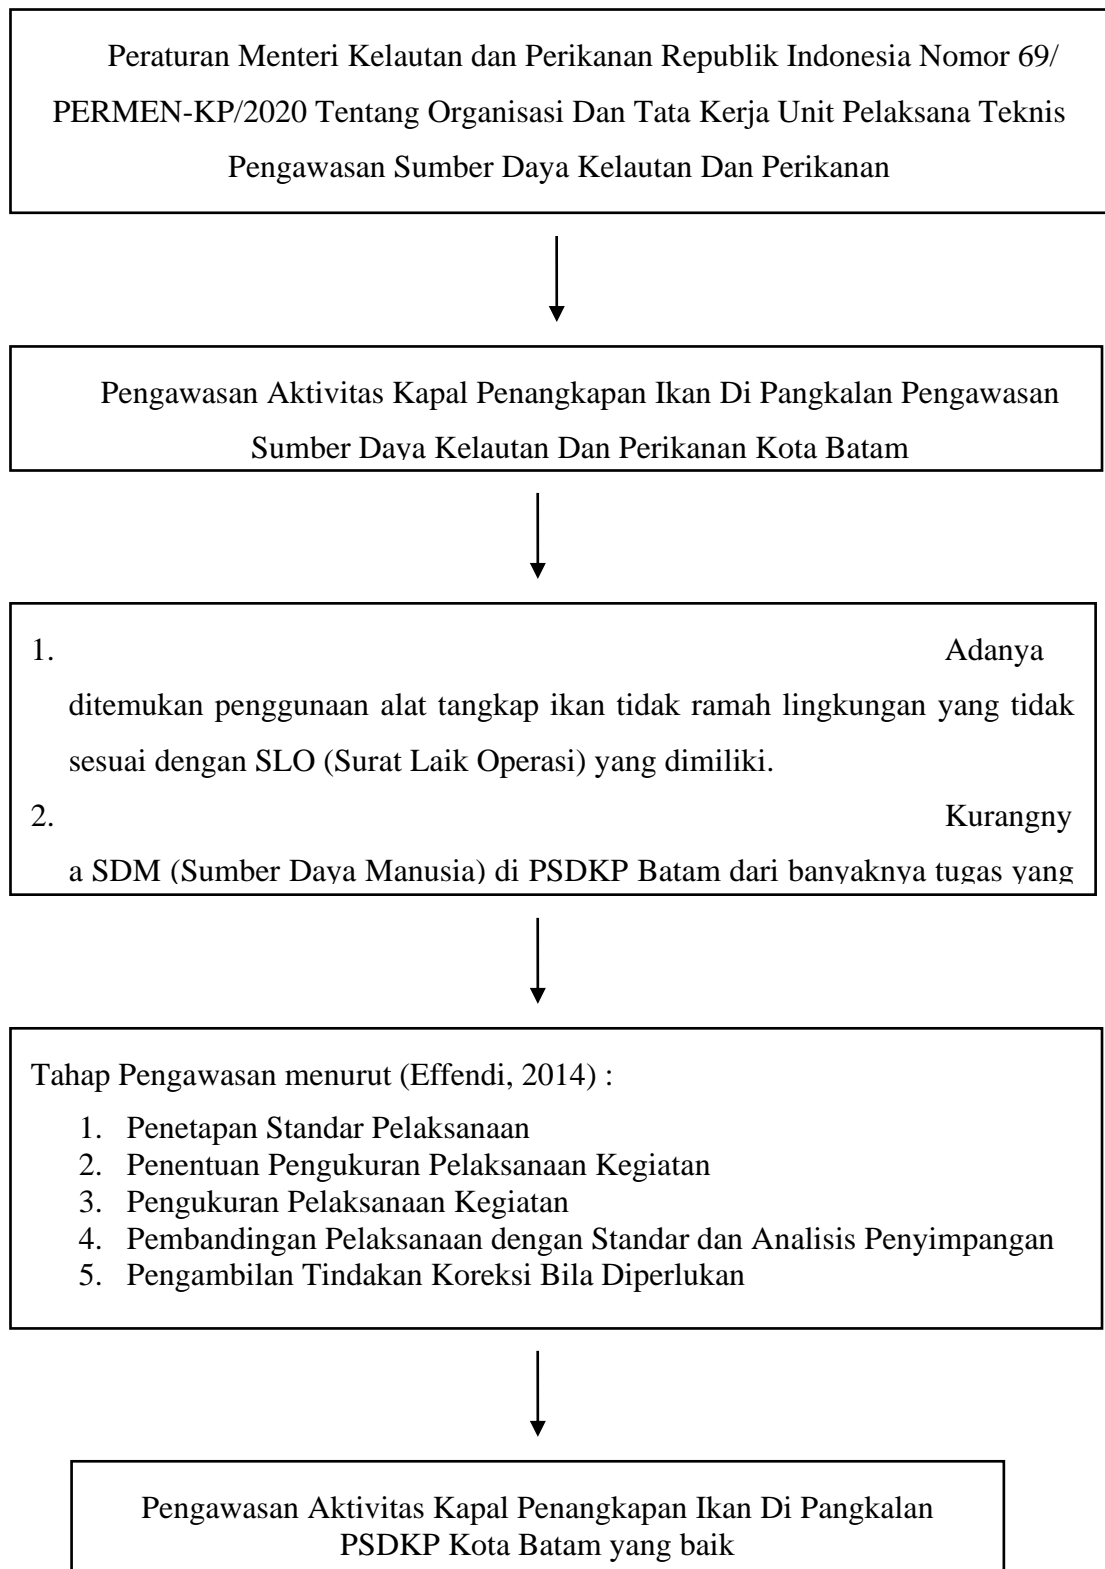 Peraturan Menteri Kelautan dan Perikanan Republik Indonesia Nomor 69/
PERMEN-KP/2020 Tentang Organisasi Dan Tata Kerja Unit Pelaksana Teknis
Pengawasan Sumber Daya Kelautan Dan Perikanan
Pengawasan Aktivitas Kapal Penangkapan Ikan Di Pangkalan Pengawasan
Sumber Daya Kelautan Dan Perikanan Kota Batam
1. Adanya
ditemukan penggunaan alat tangkap ikan tidak ramah lingkungan yang tidak
sesuai dengan SLO (Surat Laik Operasi) yang dimiliki.
2. Kurangny
a SDM (Sumber Daya Manusia) di PSDKP Batam dari banyaknya tugas yang
Tahap Pengawasan menurut (Effendi, 2014) :
1. Penetapan Standar Pelaksanaan
2. Penentuan Pengukuran Pelaksanaan Kegiatan
3. Pengukuran Pelaksanaan Kegiatan
4. Pembandingan Pelaksanaan dengan Standar dan Analisis Penyimpangan
5. Pengambilan Tindakan Koreksi Bila Diperlukan
Pengawasan Aktivitas Kapal Penangkapan Ikan Di Pangkalan
PSDKP Kota Batam yang baik